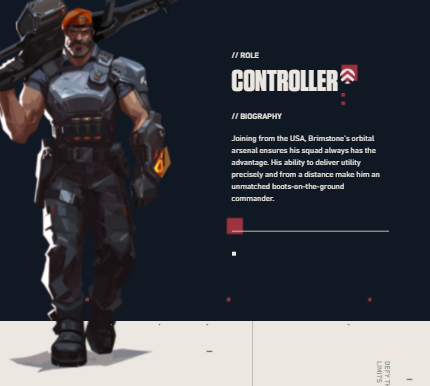 // ROLE
CONTROLLER
// BIOGRAPHY
Joining from the USA, Brimstone's orbital
arsenal ensures his squad always has the
advantage. His ability to deliver utility
precisely and from a distance make him an
unmatched boots-on-the-ground
commander.
LIMITS